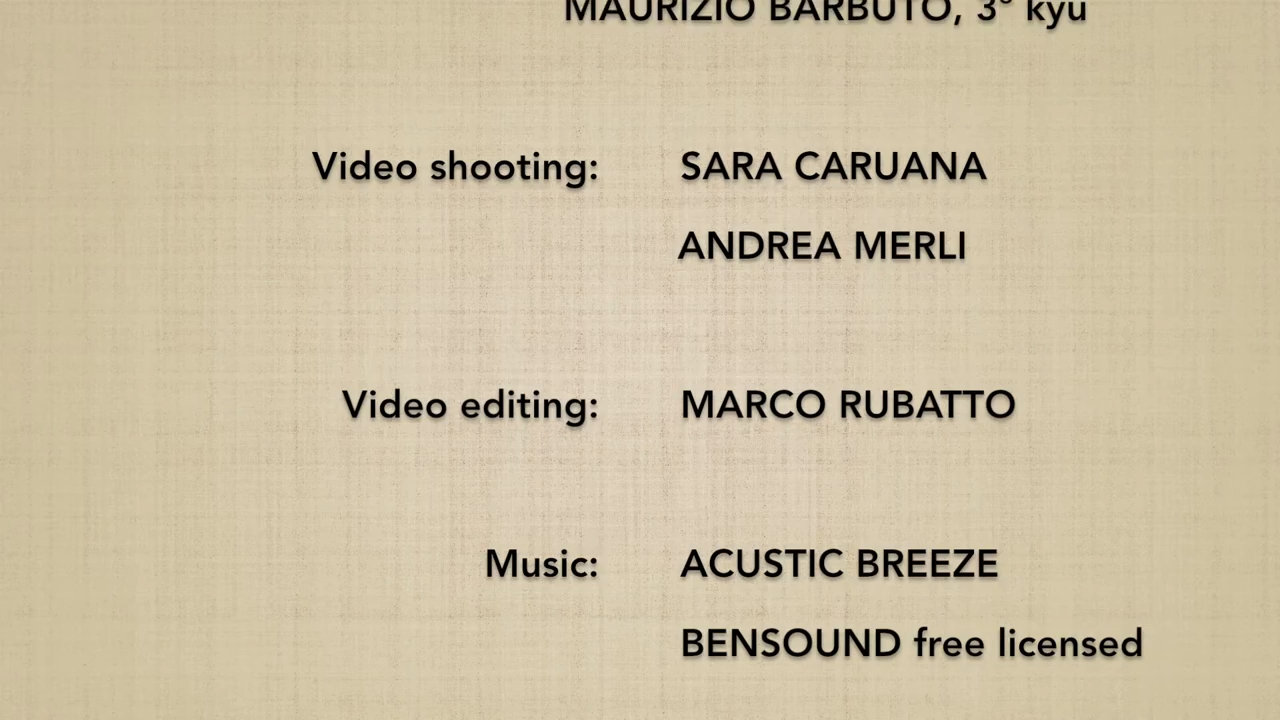 MAURIZIO BARBUTO, 3° kyu
Video shooting: SARA CARUANA
ANDREA MERLI
Video editing: MARCO RUBATTO
Music: ACUSTIC BREEZE
BENSOUND free licensed